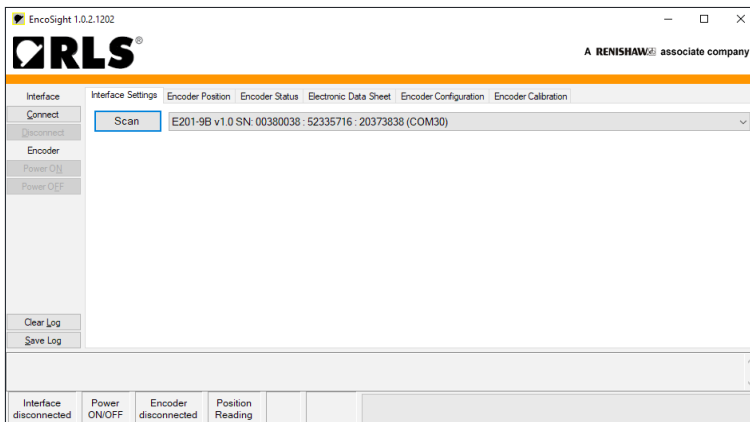 EncoSight 1.0.2.1202
RLS®
A RENISHAW associate company
Interface
Connect
Disconnect
Encoder
Power ON
Power OFF
Clear Log
Save Log
Interface Settings Encoder Position Encoder Status Electronic Data Sheet Encoder Configuration Encoder Calibration
Scan E201-9B v1.0 SN: 00380038 : 52335716 : 20373838 (COM30)
Interface disconnected
Power ON/OFF
Encoder disconnected
Position Reading